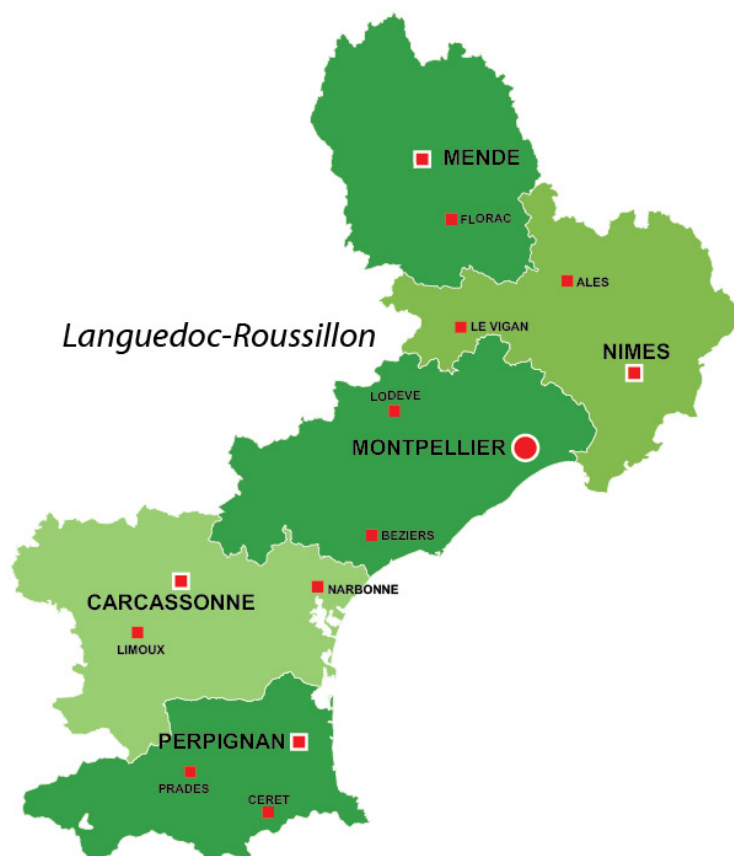 MENDE
FLORAC
ALES
LE VIGAN
Languedoc-Roussillon
NIMES
LODEVE
MONTPELLIER
BEZIERS
NARBONNE
CARCASSONNE
LIMOUX
PERPIGNAN
PRADES
CERET